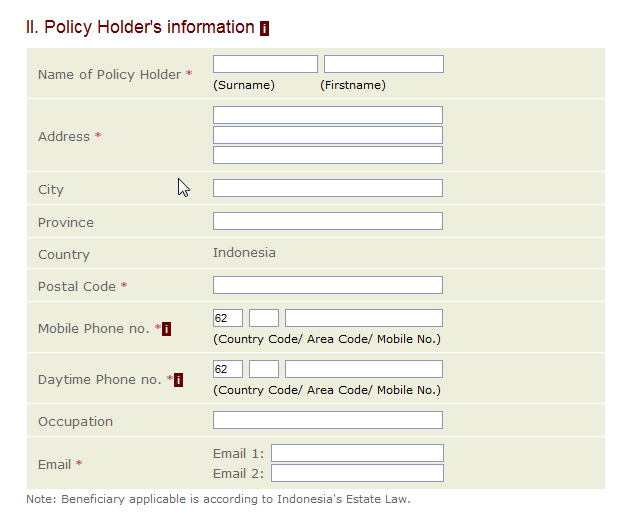 II. Policy Holder's information i
Name of Policy Holder *
(Surname) (Firstname)
Address *
City
Province
Country Indonesia
Postal Code *
Mobile Phone no. * i 62
(Country Code/ Area Code/ Mobile No.)
Daytime Phone no. * i 62
(Country Code/ Area Code/ Mobile No.)
Occupation
Email * Email 1:
Email 2:
Note: Beneficiary applicable is according to Indonesia's Estate Law.